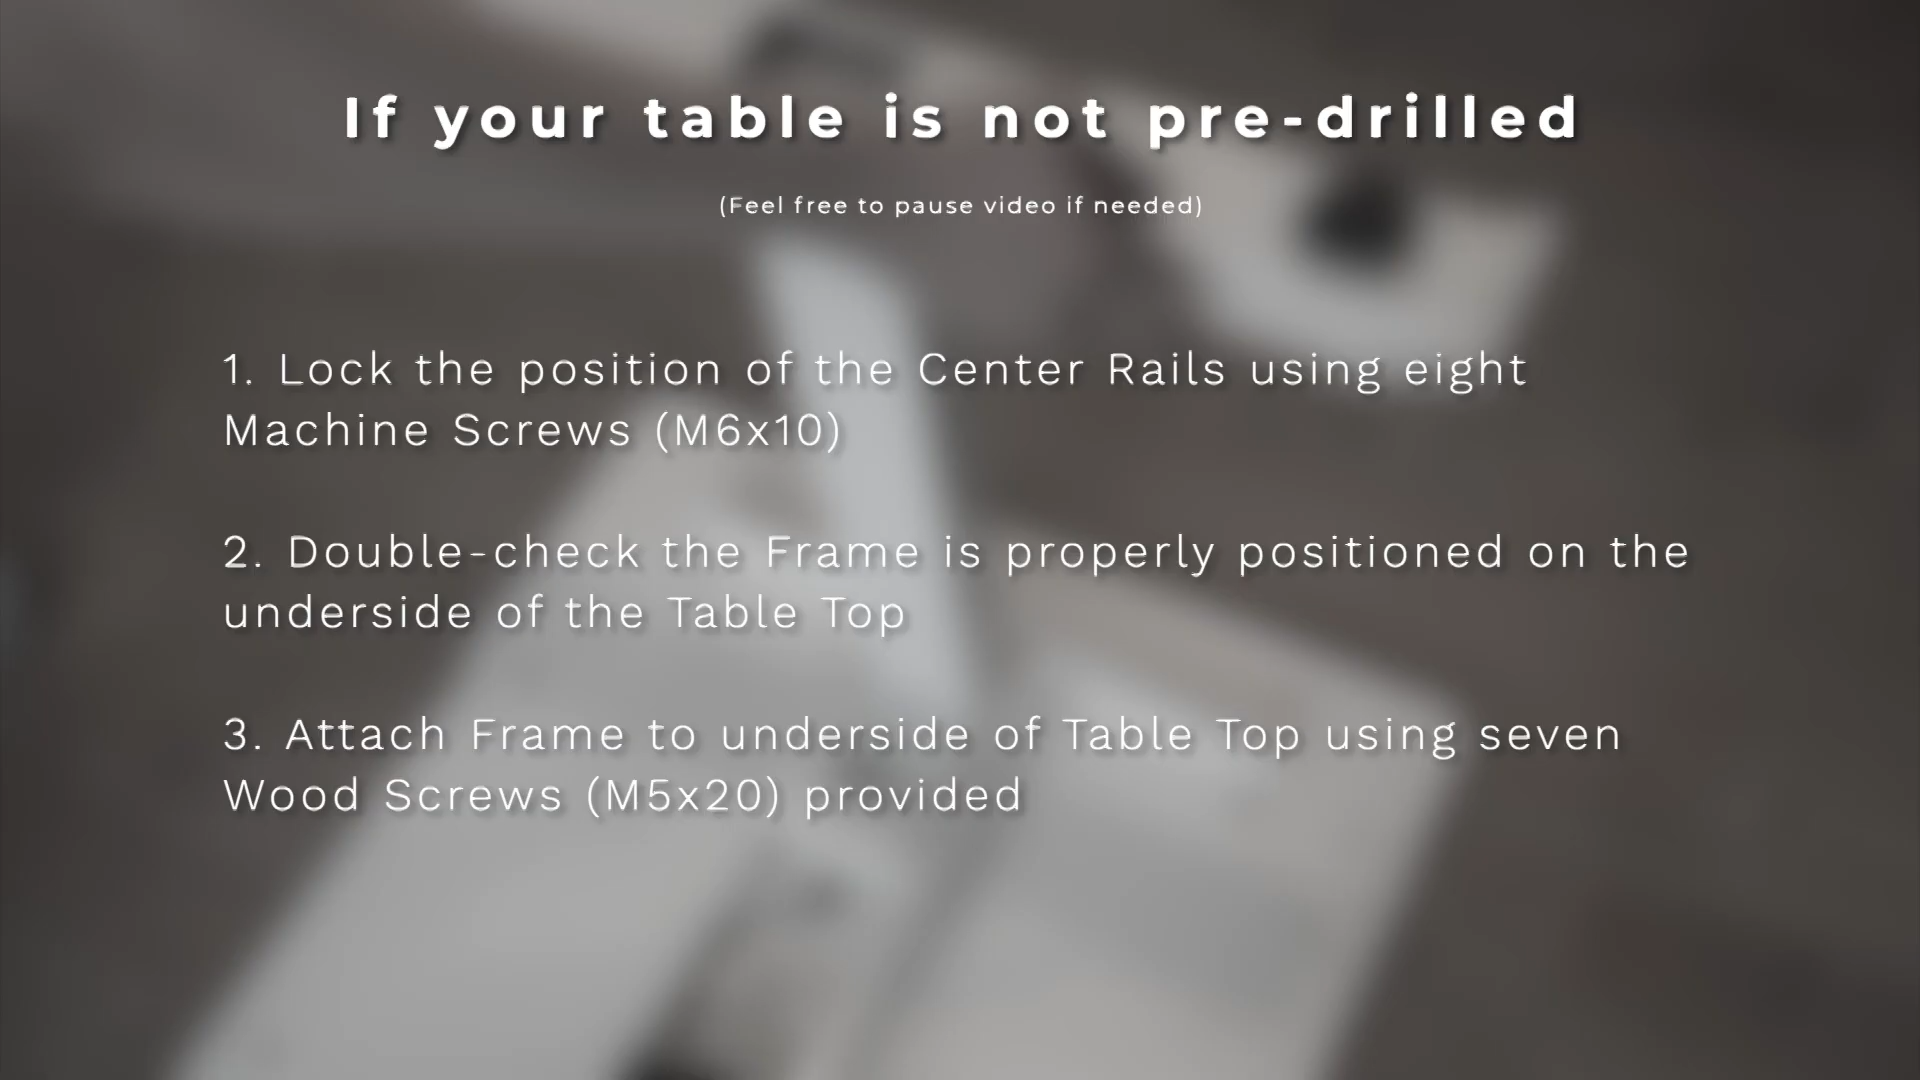 If your table is not pre-drilled
(Feel free to pause video if needed)
1. Lock the position of the Center Rails using eight
Machine Screws (M6x10)
2. Double-check the Frame is properly positioned on the
underside of the Table Top
3. Attach Frame to underside of Table Top using seven
Wood Screws (M5x20) provided